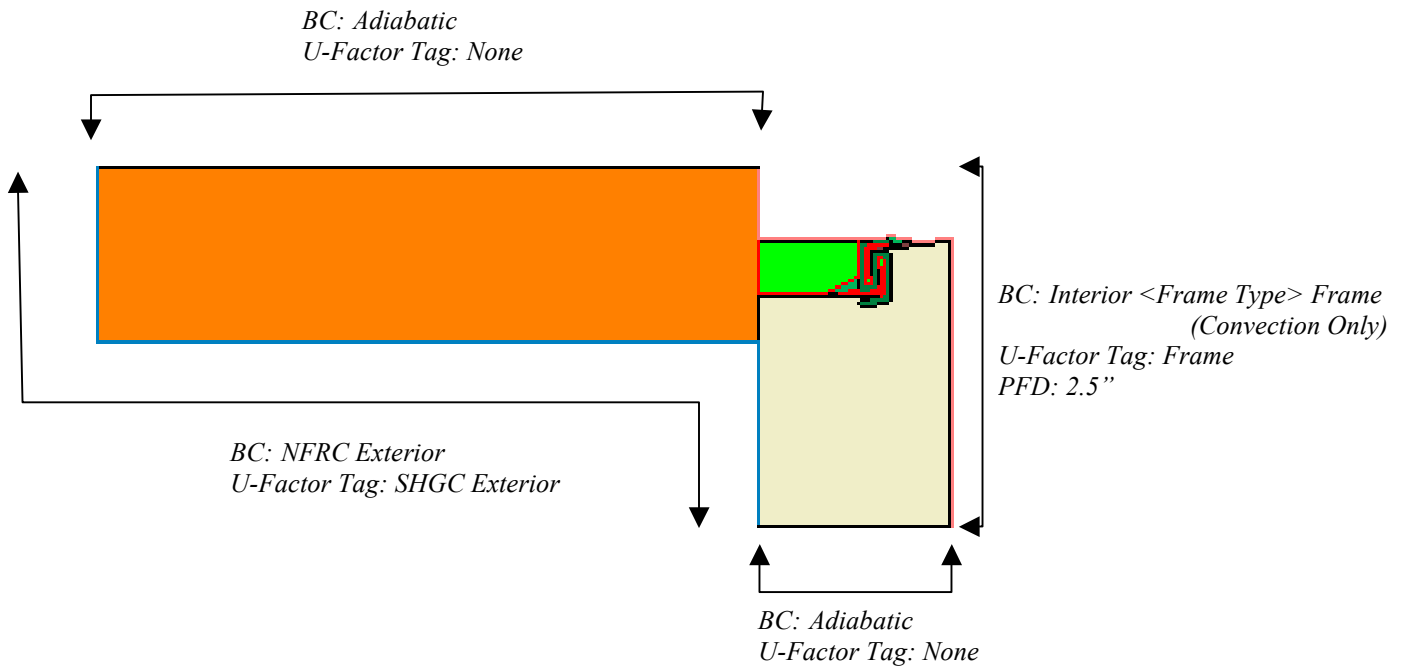 BC: Adiabatic
U-Factor Tag: None
BC: Interior <Frame Type> Frame
(Convection Only)
U-Factor Tag: Frame
PFD: 2.5”
BC: NFRC Exterior
U-Factor Tag: SHGC Exterior
BC: Adiabatic
U-Factor Tag: None